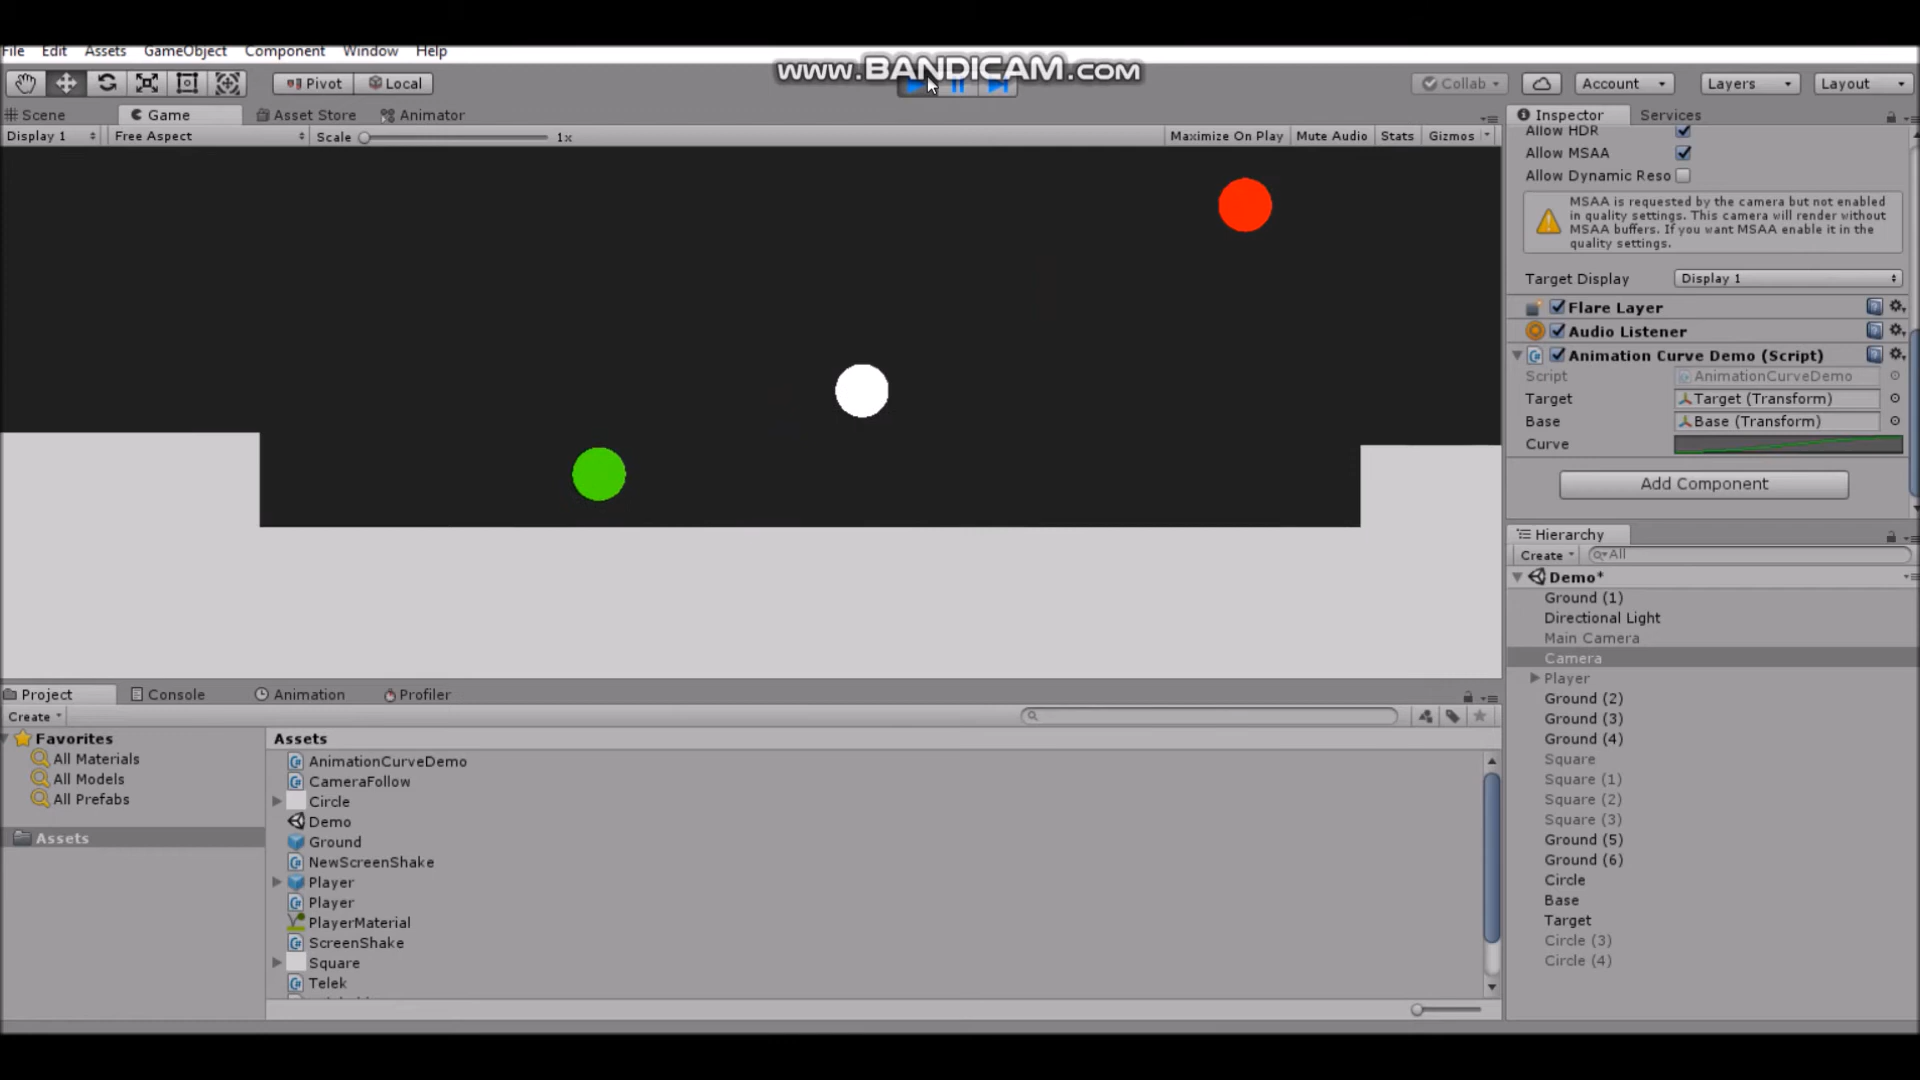 www.BANDICAM.com
File Edit Assets GameObject Component Window Help
Pivot Local Collab Account Layers Layout
Scene Game Asset Store Animator
Display 1 Free Aspect Scale 1x Maximize On Play Mute Audio Stats Gizmos
Inspector Services
Allow HDR
Allow MSAA
Allow Dynamic Reso
MSAA is requested by the camera but not enabled
in quality settings. This camera will render without
MSAA buffers. If you want MSAA enable it in the
quality settings.
Target Display Display 1
Flare Layer
Audio Listener
Animation Curve Demo (Script)
Script AnimationCurveDemo
Target Target (Transform)
Base Base (Transform)
Curve
Add Component
Hierarchy
Create All
Demo*
Ground (1)
Directional Light
Main Camera
Camera
Player
Ground (2)
Ground (3)
Ground (4)
Square
Square (1)
Square (2)
Square (3)
Ground (5)
Ground (6)
Circle
Base
Target
Circle (3)
Circle (4)
Project Console Animation Profiler
Create
Favorites
All Materials
All Models
All Prefabs
Assets
Assets
AnimationCurveDemo
CameraFollow
Circle
Demo
Ground
NewScreenShake
Player
Player
PlayerMaterial
ScreenShake
Square
Telek